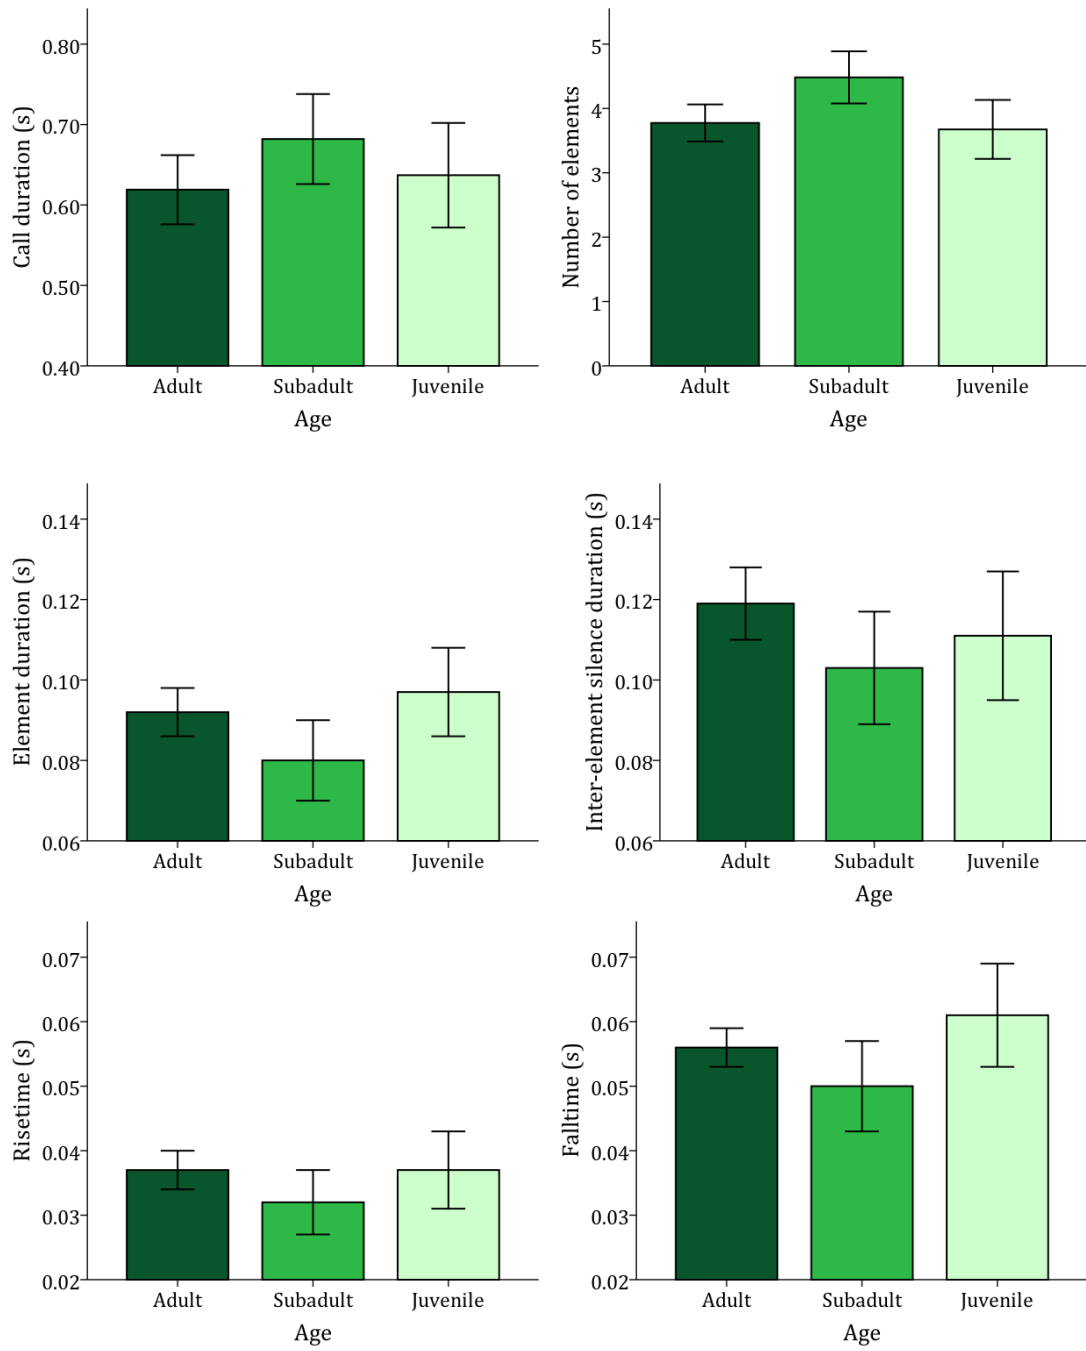 Call duration (s)
0.80
0.70
0.60
0.50
0.40
Adult Subadult Juvenile
Age
Number of elements
5
4
3
2
1
0
Adult Subadult Juvenile
Age
Element duration (s)
0.14
0.12
0.10
0.08
0.06
Adult Subadult Juvenile
Age
Inter-element silence duration (s)
0.14
0.12
0.10
0.08
0.06
Adult Subadult Juvenile
Age
Risetime (s)
0.07
0.06
0.05
0.04
0.03
0.02
Adult Subadult Juvenile
Age
Falltime (s)
0.07
0.06
0.05
0.04
0.03
0.02
Adult Subadult Juvenile
Age